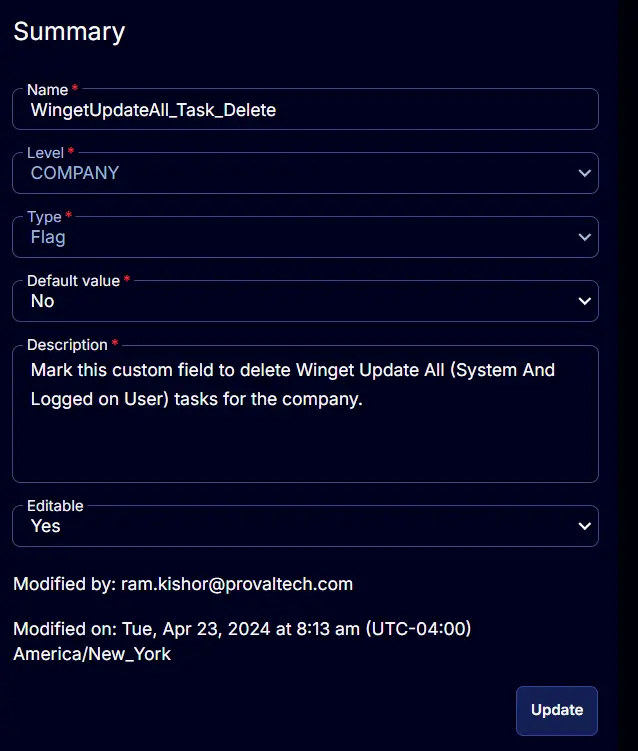 Summary
Name *
WingetUpdateAll_Task_Delete
Level *
COMPANY
Type *
Flag
Default value *
No
Description *
Mark this custom field to delete Winget Update All (System And
Logged on User) tasks for the company.
Editable
Yes
Modified by: ram.kishor@provaltech.com
Modified on: Tue, Apr 23, 2024 at 8:13 am (UTC-04:00)
America/New_York
Update